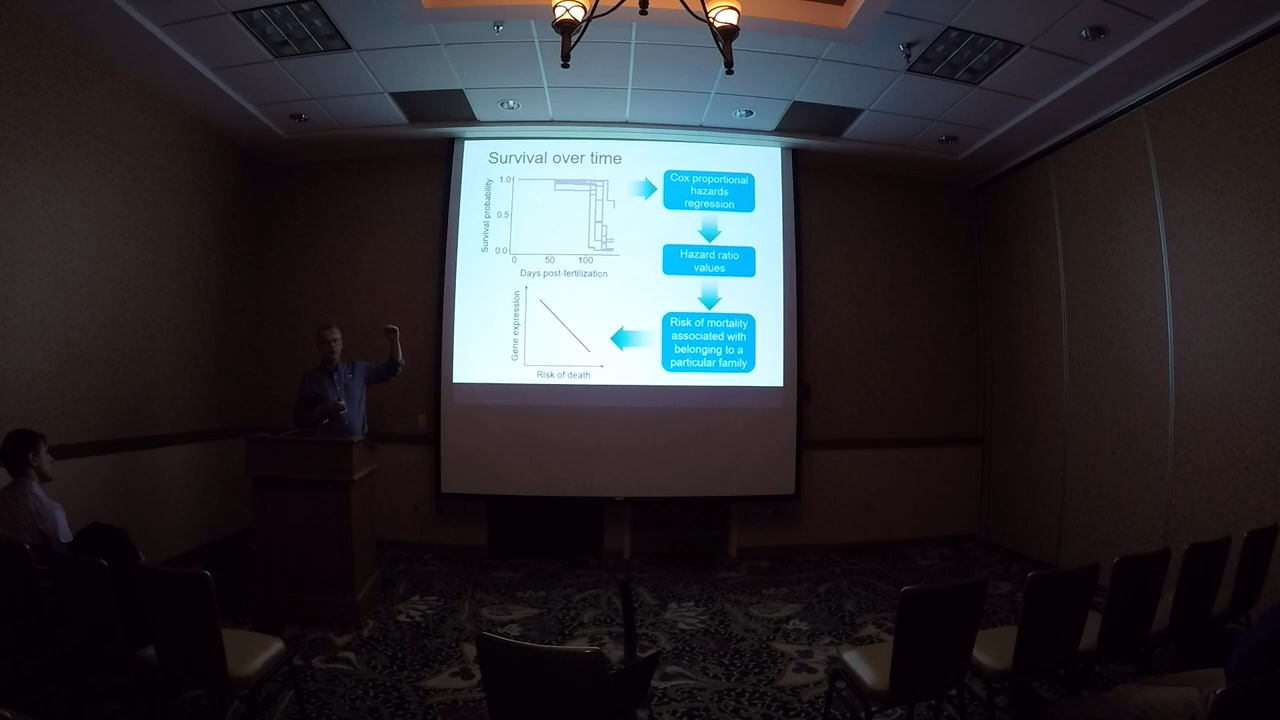 Survival over time
Survival probability
1.0
0.5
0.0
0 50 100
Days post-fertilization
Cox proportional
hazards
regression
Hazard ratio
values
Risk of mortality
associated with
belonging to a
particular family
Gene expression
Risk of death